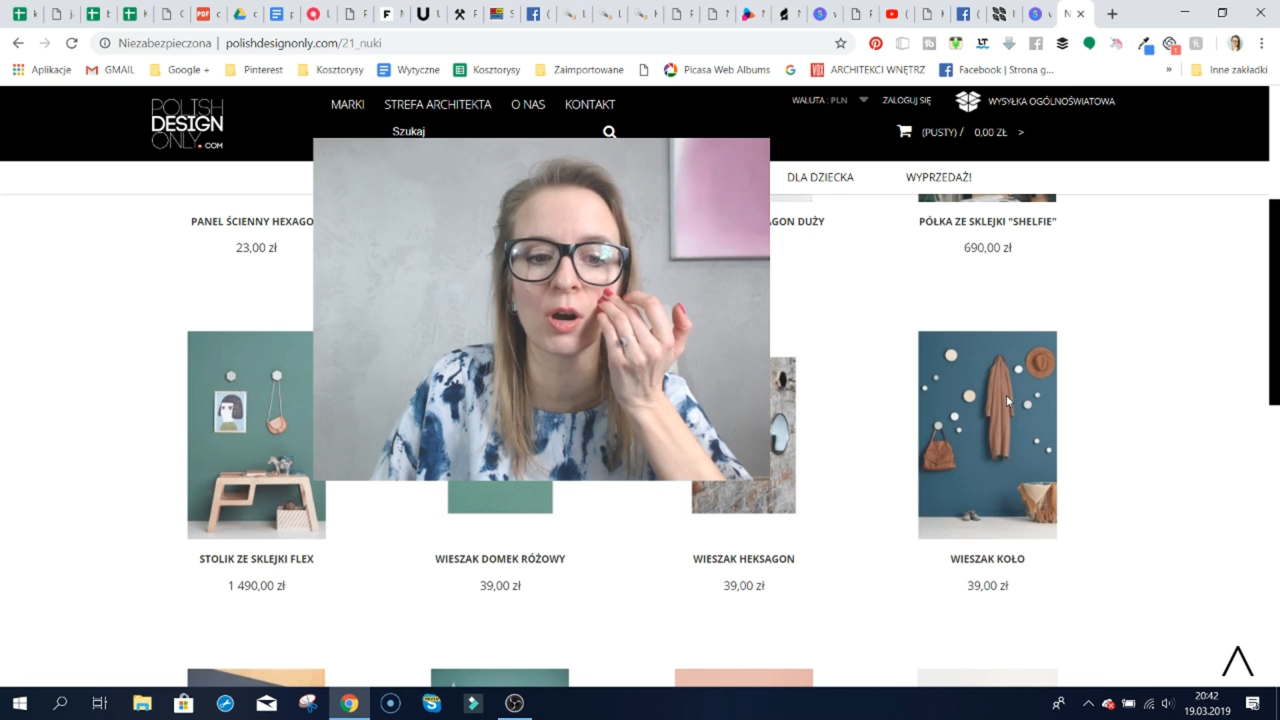 Niezabezpieczona | polishdesignonly.com/21_nuki
Aplikacje GMAIL Google + Pinterest Kosztorysy Wytyczne Kosztorysy Zaimportowane Picasa Web Albums ARCHITEKCI WNĘTRZ Facebook | Strona g... » Inne zakładki
POLISH
DESIGN
ONLY.COM
MARKI STREFA ARCHITEKTA O NAS KONTAKT
WALUTA : PLN ZALOGUJ SIĘ WYSYŁKA OGÓLNOŚWIATOWA
Szukaj
(PUSTY) / 0,00 ZŁ >
DLA DZIECKA WYPRZEDAŻ!
PANEL ŚCIENNY HEXAGO
23,00 zł
GON DUŻY
PÓŁKA ZE SKLEJKI "SHELFIE"
690,00 zł
STOLIK ZE SKLEJKI FLEX
1 490,00 zł
WIESZAK DOMEK RÓŻOWY
39,00 zł
WIESZAK HEKSAGON
39,00 zł
WIESZAK KOŁO
39,00 zł
20:42
19.03.2019